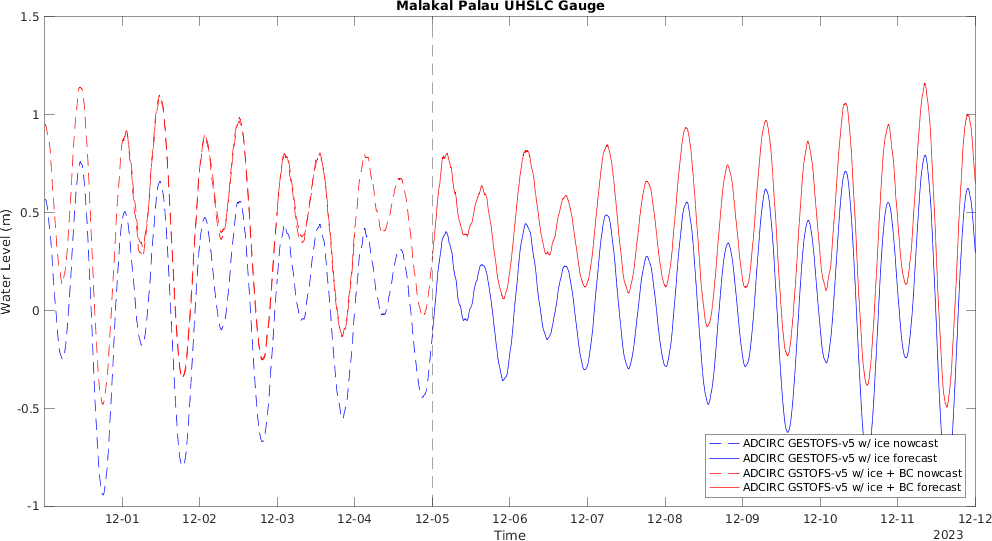 Malakal Palau UHSLC Gauge
1.5
1
0.5
0
-0.5
-1
Water Level (m)
12-01 12-02 12-03 12-04 12-05 12-06 12-07 12-08 12-09 12-10 12-11 12-12
Time
2023
ADCIRC GESTOFS-v5 w/ ice nowcast
ADCIRC GESTOFS-v5 w/ ice forecast
ADCIRC GSTOFS-v5 w/ ice + BC nowcast
ADCIRC GSTOFS-v5 w/ ice + BC forecast